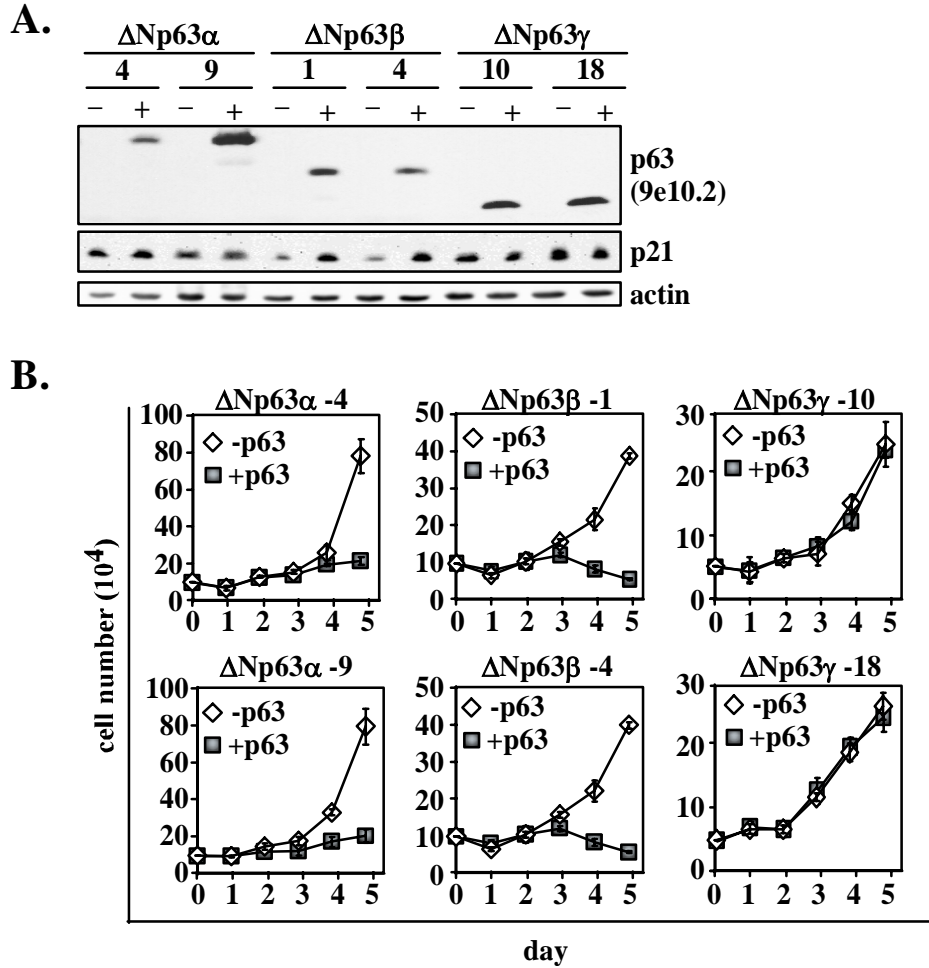 A.
ΔNp63α ΔNp63β ΔNp63γ
4 9 1 4 10 18
− + − + − + − + − + − +
p63
(9e10.2)
p21
actin
B.
ΔNp63α -4 ΔNp63β -1 ΔNp63γ -10
100 50 30
80 40
60 30 20
40 20 10
20 10
0 0 0
-p63 -p63 -p63
+p63 +p63 +p63
0 1 2 3 4 5 0 1 2 3 4 5 0 1 2 3 4 5
ΔNp63α -9 ΔNp63β -4 ΔNp63γ -18
100 50 30
80 40
60 30 20
40 20 10
20 10
0 0 0
-p63 -p63 -p63
+p63 +p63 +p63
0 1 2 3 4 5 0 1 2 3 4 5 0 1 2 3 4 5
cell number (10⁴)
day